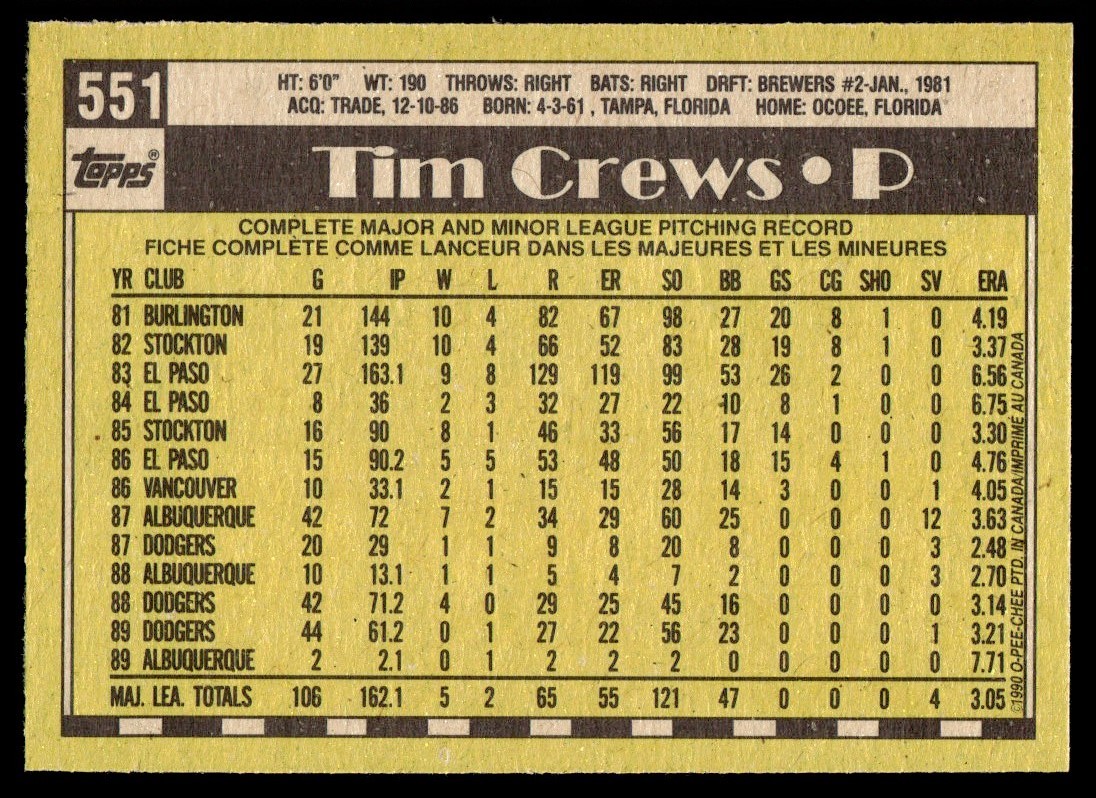 551
HT: 6'0" WT: 190 THROWS: RIGHT BATS: RIGHT DRFT: BREWERS #2-JAN., 1981
ACQ: TRADE, 12-10-86 BORN: 4-3-61 , TAMPA, FLORIDA HOME: OCOEE, FLORIDA
Topps®
Tim Crews • P
COMPLETE MAJOR AND MINOR LEAGUE PITCHING RECORD
FICHE COMPLÈTE COMME LANCEUR DANS LES MAJEURES ET LES MINEURES
YR CLUB G IP W L R ER SO BB GS CG SHO SV ERA
81 BURLINGTON 21 144 10 4 82 67 98 27 20 8 1 0 4.19
82 STOCKTON 19 139 10 4 66 52 83 28 19 8 1 0 3.37
83 EL PASO 27 163.1 9 8 129 119 99 53 26 2 0 0 6.56
84 EL PASO 8 36 2 3 32 27 22 10 8 1 0 0 6.75
85 STOCKTON 16 90 8 1 46 33 56 17 14 0 0 0 3.30
86 EL PASO 15 90.2 5 5 53 48 50 18 15 4 1 0 4.76
86 VANCOUVER 10 33.1 2 1 15 15 28 14 3 0 0 1 4.05
87 ALBUQUERQUE 42 72 7 2 34 29 60 25 0 0 0 12 3.63
87 DODGERS 20 29 1 1 9 8 20 8 0 0 0 3 2.48
88 ALBUQUERQUE 10 13.1 1 1 5 4 7 2 0 0 0 3 2.70
88 DODGERS 42 71.2 4 0 29 25 45 16 0 0 0 0 3.14
89 DODGERS 44 61.2 0 1 27 22 56 23 0 0 0 1 3.21
89 ALBUQUERQUE 2 2.1 0 1 2 2 2 0 0 0 0 0 7.71
MAJ. LEA. TOTALS 106 162.1 5 2 65 55 121 47 0 0 0 4 3.05
©1990 O-PEE-CHEE PTD. IN CANADA/IMPRIMÉ AU CANADA